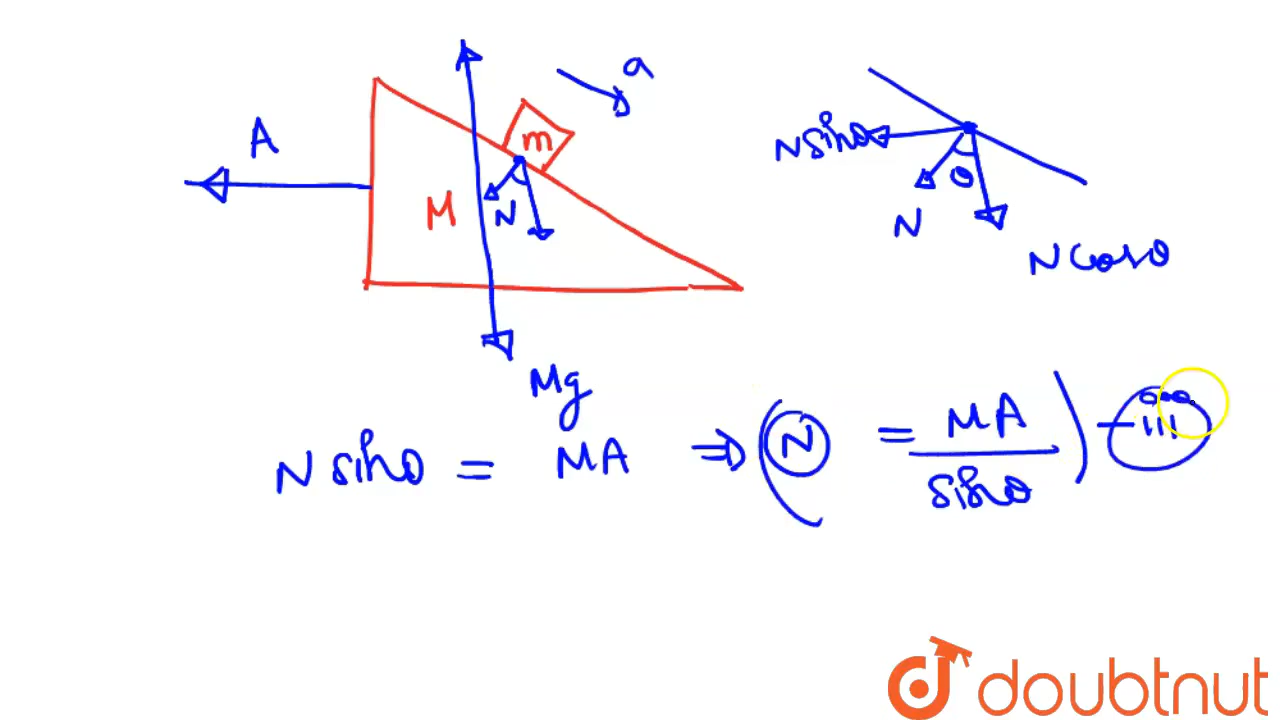 a
A
m
N sinθ
M
N
θ
N
N cosθ
Mg
N sinθ = MA ⇒ (N = MA / sinθ) — iii
doubtnut